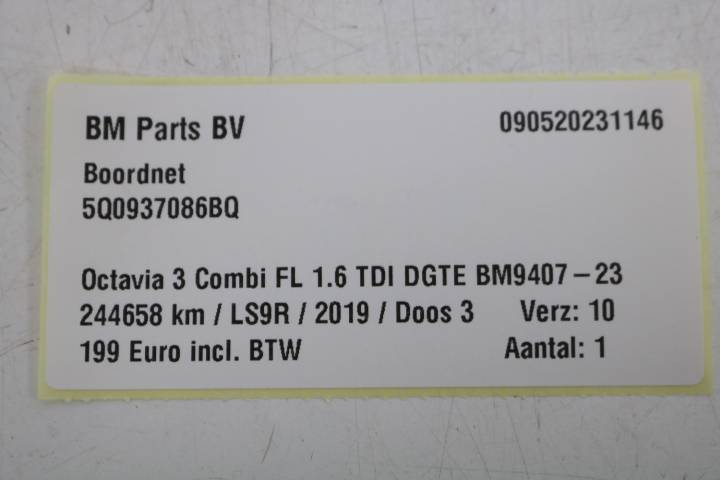 BM Parts BV 090520231146
Boordnet
5Q0937086BQ
Octavia 3 Combi FL 1.6 TDI DGTE BM9407-23
244658 km / LS9R / 2019 / Doos 3 Verz: 10
199 Euro incl. BTW Aantal: 1